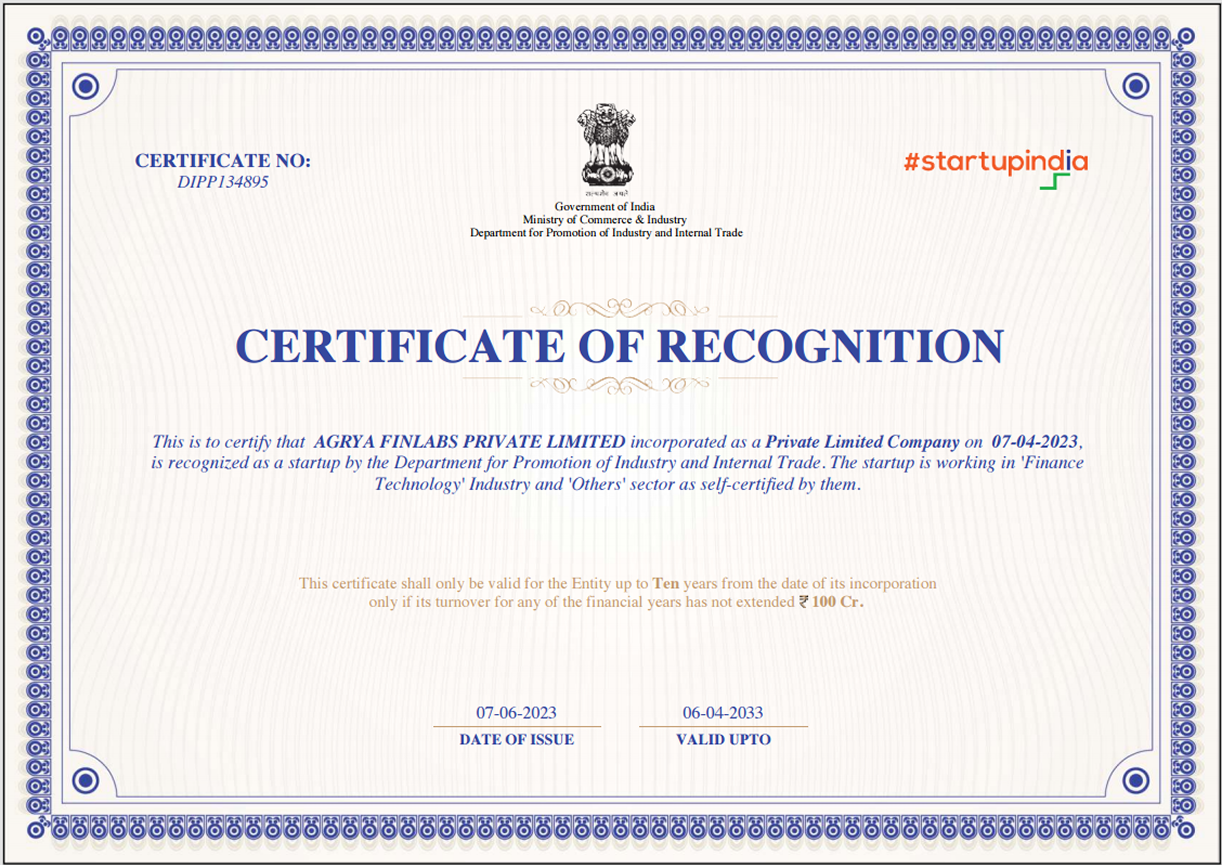 CERTIFICATE NO:
DIPP134895
#startupindia
सत्यमेव जयते
Government of India
Ministry of Commerce & Industry
Department for Promotion of Industry and Internal Trade
CERTIFICATE OF RECOGNITION
This is to certify that AGRYA FINLABS PRIVATE LIMITED incorporated as a Private Limited Company on 07-04-2023,
is recognized as a startup by the Department for Promotion of Industry and Internal Trade. The startup is working in 'Finance
Technology' Industry and 'Others' sector as self-certified by them.
This certificate shall only be valid for the Entity up to Ten years from the date of its incorporation
only if its turnover for any of the financial years has not extended ₹ 100 Cr.
07-06-2023
DATE OF ISSUE
06-04-2033
VALID UPTO